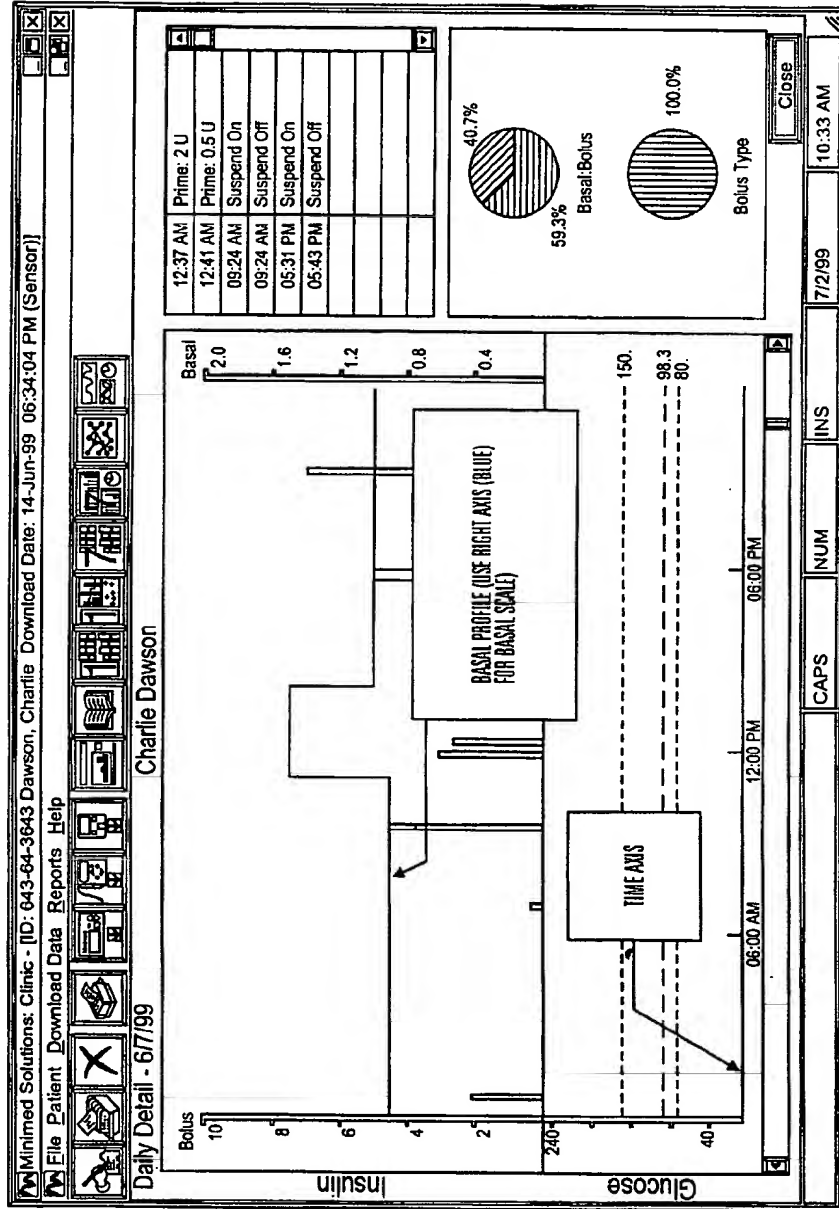 Minimed Solutions: Clinic - [ID: 643-64-3643 Dawson, Charlie Download Date: 14-Jun-99 06:34:04 PM (Sensor)]
File Patient Download Data Reports Help
Daily Detail - 6/7/99
Charlie Dawson
Bolus
10
8
6
4
2
Insulin
Basal
2.0
1.6
1.2
0.8
0.4
BASAL PROFILE (USE RIGHT AXIS (BLUE)
FOR BASAL SCALE)
240
40
Glucose
150.
98.3
80.
TIME AXIS
06:00 AM
12:00 PM
06:00 PM
12:37 AM Prime: 2 U
12:41 AM Prime: 0.5 U
09:24 AM Suspend On
09:24 AM Suspend Off
05:31 PM Suspend On
05:43 PM Suspend Off
40.7%
59.3%
Basal:Bolus
100.0%
Bolus Type
Close
CAPS
NUM
INS
7/2/99
10:33 AM